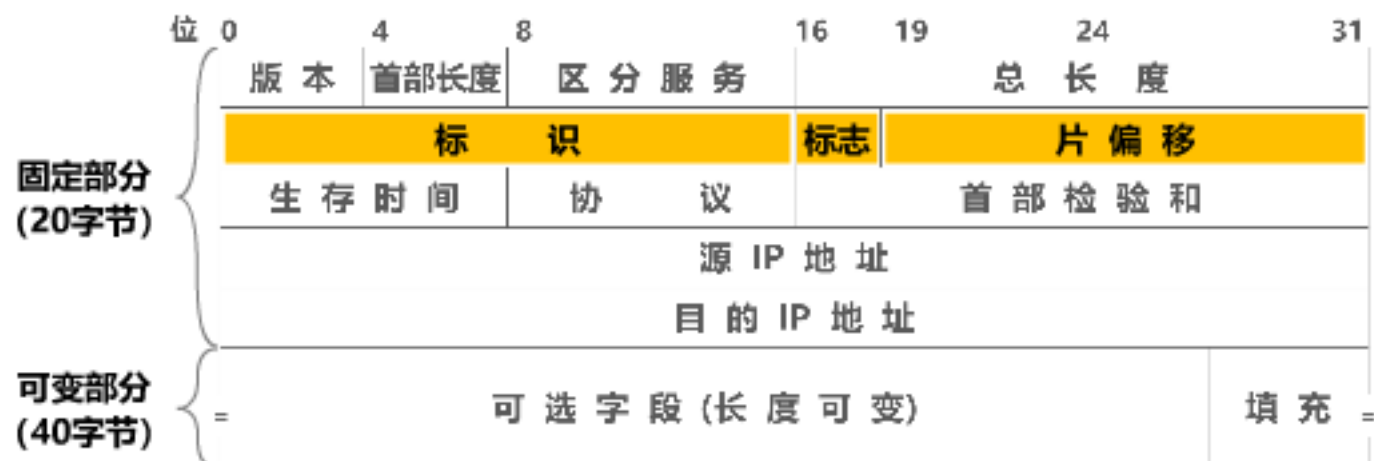 位 0 4 8 16 19 24 31
版 本 首部长度 区 分 服 务 总 长 度
标 识 标志 片 偏 移
固定部分
(20字节)
生 存 时 间 协 议 首 部 检 验 和
源 IP 地 址
目 的 IP 地 址
可变部分
(40字节)
= 可 选 字 段 (长 度 可 变) 填 充 =